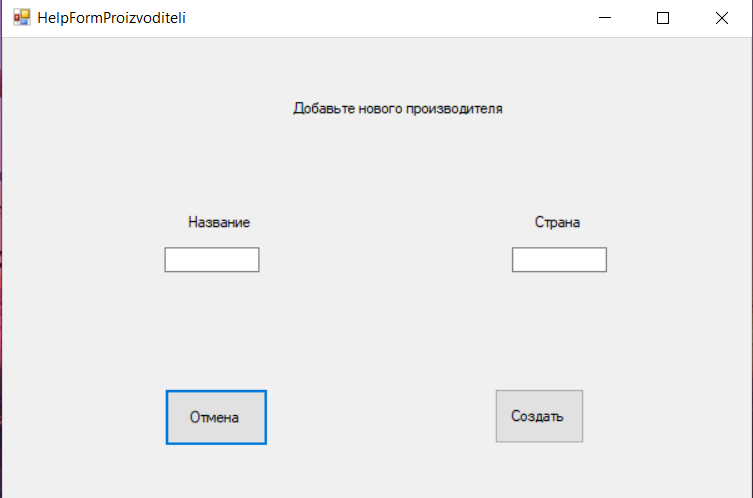 HelpFormProizvoditeli
Добавьте нового производителя
Название Страна
Отмена Создать